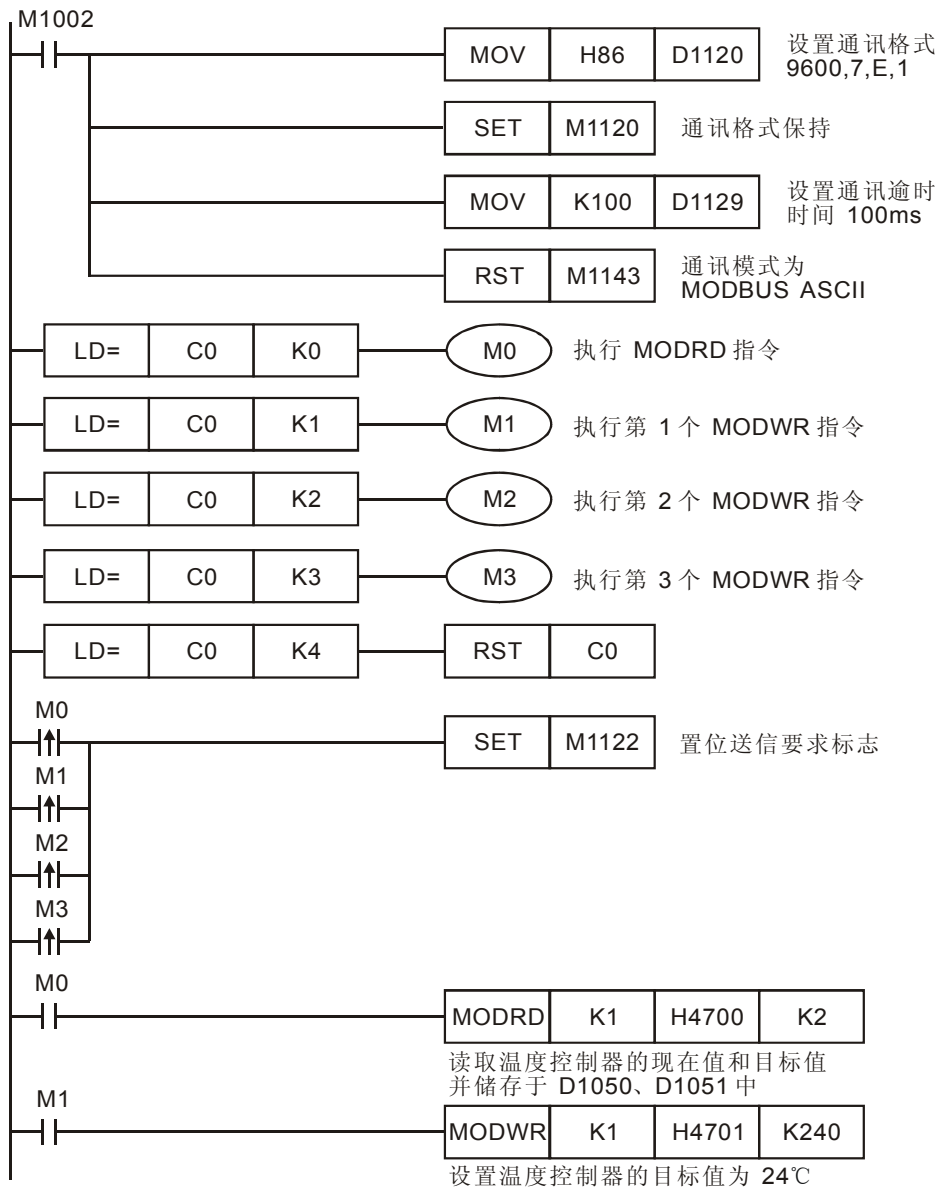 M1002
MOV H86 D1120 设置通讯格式
9600,7,E,1
SET M1120 通讯格式保持
MOV K100 D1129 设置通讯逾时
时间 100ms
RST M1143 通讯模式为
MODBUS ASCII
LD= C0 K0 M0 执行 MODRD 指令
LD= C0 K1 M1 执行第 1 个 MODWR 指令
LD= C0 K2 M2 执行第 2 个 MODWR 指令
LD= C0 K3 M3 执行第 3 个 MODWR 指令
LD= C0 K4 RST C0
M0
SET M1122 置位送信要求标志
M1
M2
M3
M0
MODRD K1 H4700 K2
读取温度控制器的现在值和目标值
并储存于 D1050、D1051 中
M1
MODWR K1 H4701 K240
设置温度控制器的目标值为 24℃